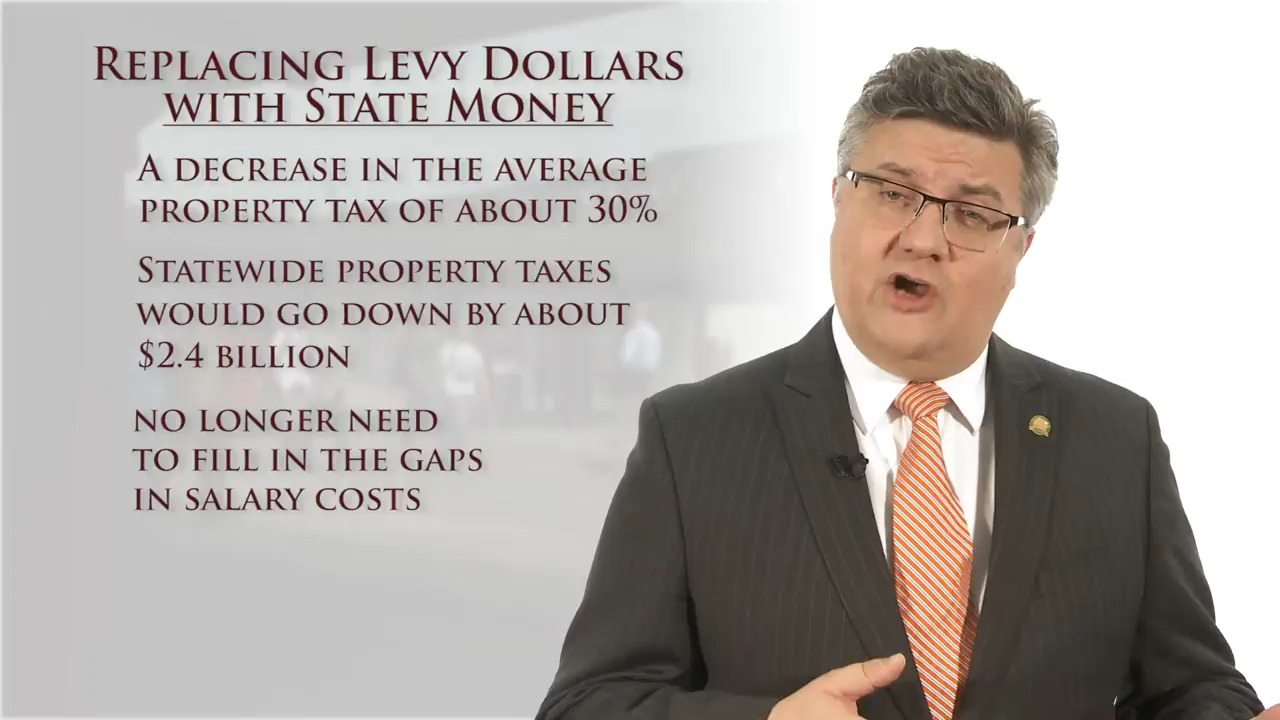 Replacing Levy Dollars
with State Money
A decrease in the average
property tax of about 30%
Statewide property taxes
would go down by about
$2.4 billion
no longer need
to fill in the gaps
in salary costs